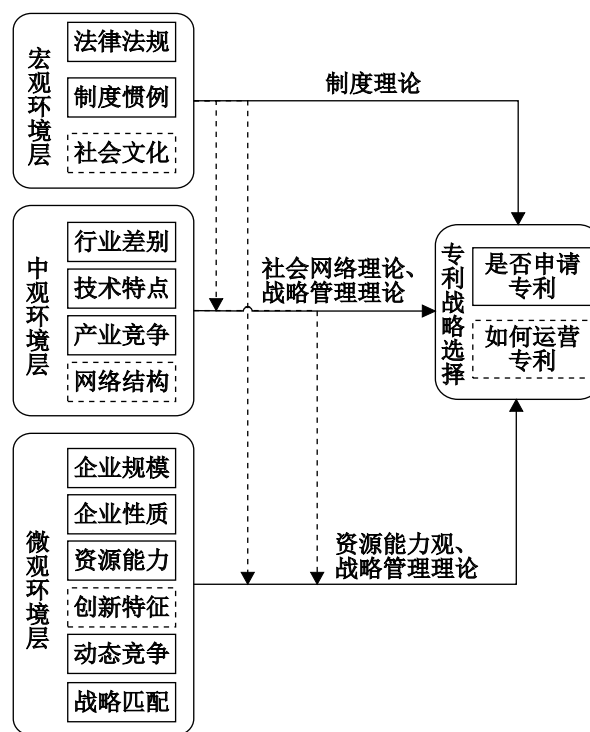 宏观环境层
法律法规
制度惯例
社会文化
制度理论
中观环境层
行业差别
技术特点
产业竞争
网络结构
社会网络理论、
战略管理理论
专利战略选择
是否申请
专利
如何运营
专利
微观环境层
企业规模
企业性质
资源能力
创新特征
动态竞争
战略匹配
资源能力观、
战略管理理论